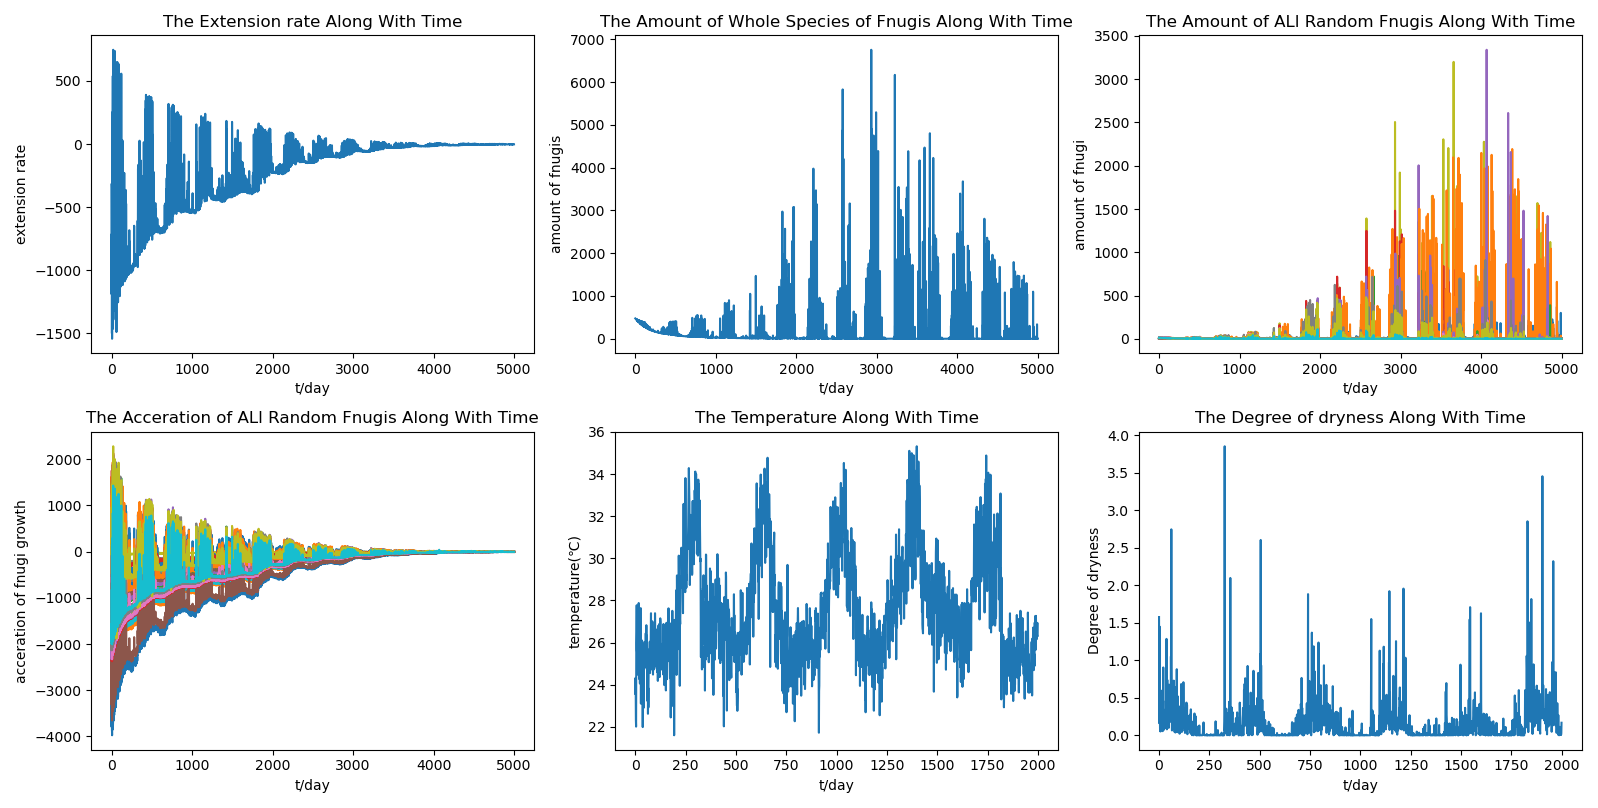 The Extension rate Along With Time
extension rate
500
0
−500
−1000
−1500
0 1000 2000 3000 4000 5000
t/day
The Amount of Whole Species of Fnugis Along With Time
amount of fnugis
7000
6000
5000
4000
3000
2000
1000
0
0 1000 2000 3000 4000 5000
t/day
The Amount of ALl Random Fnugis Along With Time
amount of fnugi
3500
3000
2500
2000
1500
1000
500
0
0 1000 2000 3000 4000 5000
t/day
The Acceration of ALl Random Fnugis Along With Time
acceration of fnugi growth
2000
1000
0
−1000
−2000
−3000
−4000
0 1000 2000 3000 4000 5000
t/day
The Temperature Along With Time
temperature(℃)
36
34
32
30
28
26
24
22
0 250 500 750 1000 1250 1500 1750 2000
t/day
The Degree of dryness Along With Time
Degree of dryness
4.0
3.5
3.0
2.5
2.0
1.5
1.0
0.5
0.0
0 250 500 750 1000 1250 1500 1750 2000
t/day